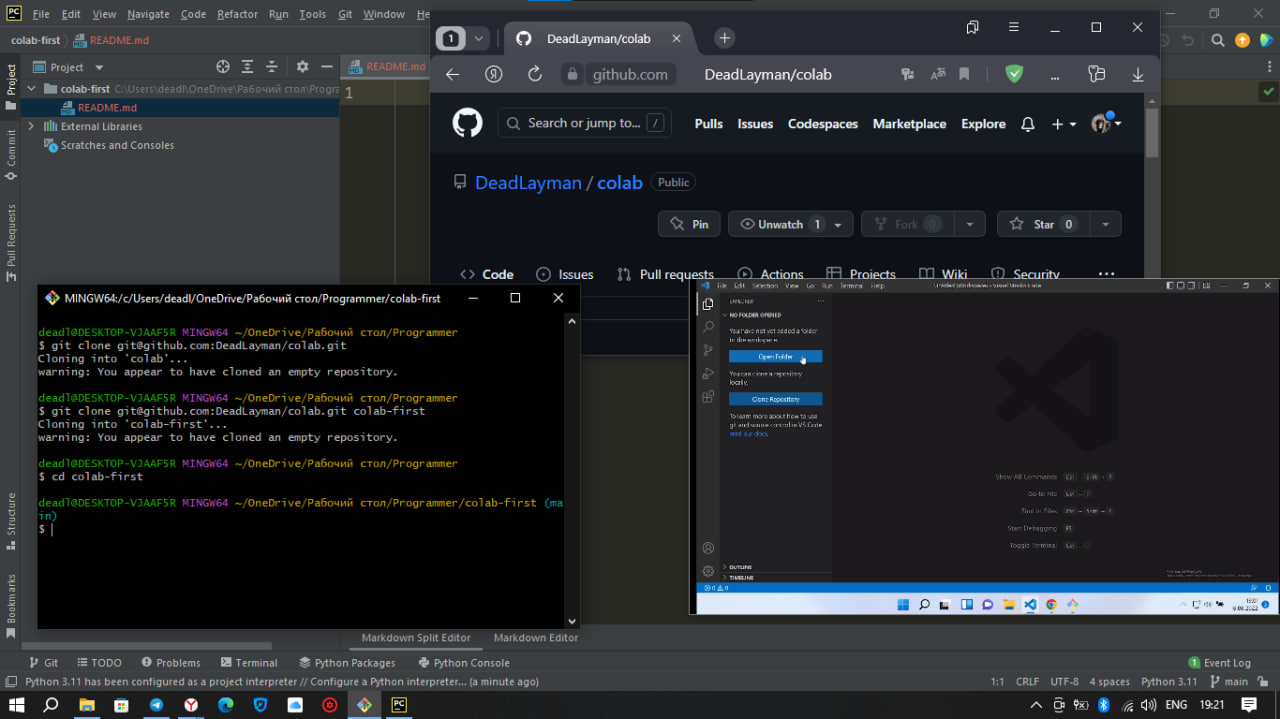 File Edit View Navigate Code Refactor Run Tools Git Window He
colab-first README.md
Project
colab-first C:\Users\deadl\OneDrive\Рабочий стол\Progra
README.md
External Libraries
Scratches and Consoles
Project
Commit
Pull Requests
Structure
Bookmarks
README.md
1
1
DeadLayman/colab
github.com
DeadLayman/colab
Search or jump to... /
Pulls Issues Codespaces Marketplace Explore
DeadLayman / colab Public
Pin
Unwatch 1
Fork 0
Star 0
Code Issues Pull requests Actions Projects Wiki Security
MINGW64:/c/Users/deadl/OneDrive/Рабочий стол/Programmer/colab-first
deadl@DESKTOP-VJAAF5R MINGW64 ~/OneDrive/Рабочий стол/Programmer
$ git clone git@github.com:DeadLayman/colab.git
Cloning into 'colab'...
warning: You appear to have cloned an empty repository.
deadl@DESKTOP-VJAAF5R MINGW64 ~/OneDrive/Рабочий стол/Programmer
$ git clone git@github.com:DeadLayman/colab.git colab-first
Cloning into 'colab-first'...
warning: You appear to have cloned an empty repository.
deadl@DESKTOP-VJAAF5R MINGW64 ~/OneDrive/Рабочий стол/Programmer
$ cd colab-first
deadl@DESKTOP-VJAAF5R MINGW64 ~/OneDrive/Рабочий стол/Programmer/colab-first (ma
in)
$
File Edit Selection View Go Run Terminal Help
EXPLORER
NO FOLDER OPENED
You have not yet added a folder
to the workspace.
Open Folder
You can clone a repository
locally.
Clone Repository
To learn more about how to use
git and source control in VS Code
read our docs.
OUTLINE
TIMELINE
Show All Commands
Go to File
Find in Files
Start Debugging F5
Toggle Terminal
Markdown Split Editor Markdown Editor
Git TODO Problems Terminal Python Packages Python Console
1 Event Log
Python 3.11 has been configured as a project interpreter // Configure a Python interpreter... (a minute ago)
1:1 CRLF UTF-8 4 spaces Python 3.11 main
ENG 19:21